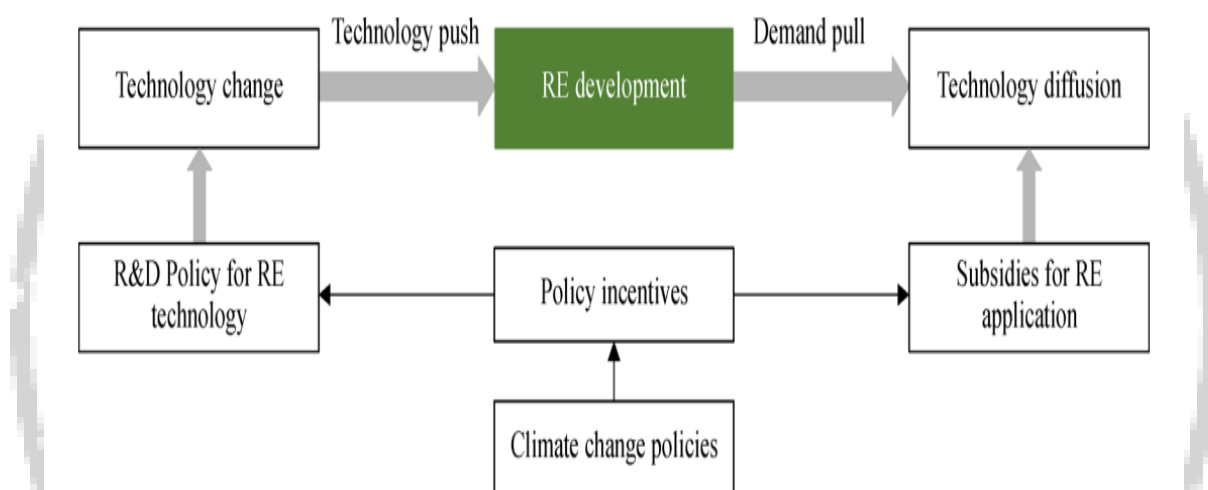 Technology push
Demand pull
Technology change
RE development
Technology diffusion
R&D Policy for RE
technology
Policy incentives
Subsidies for RE
application
Climate change policies